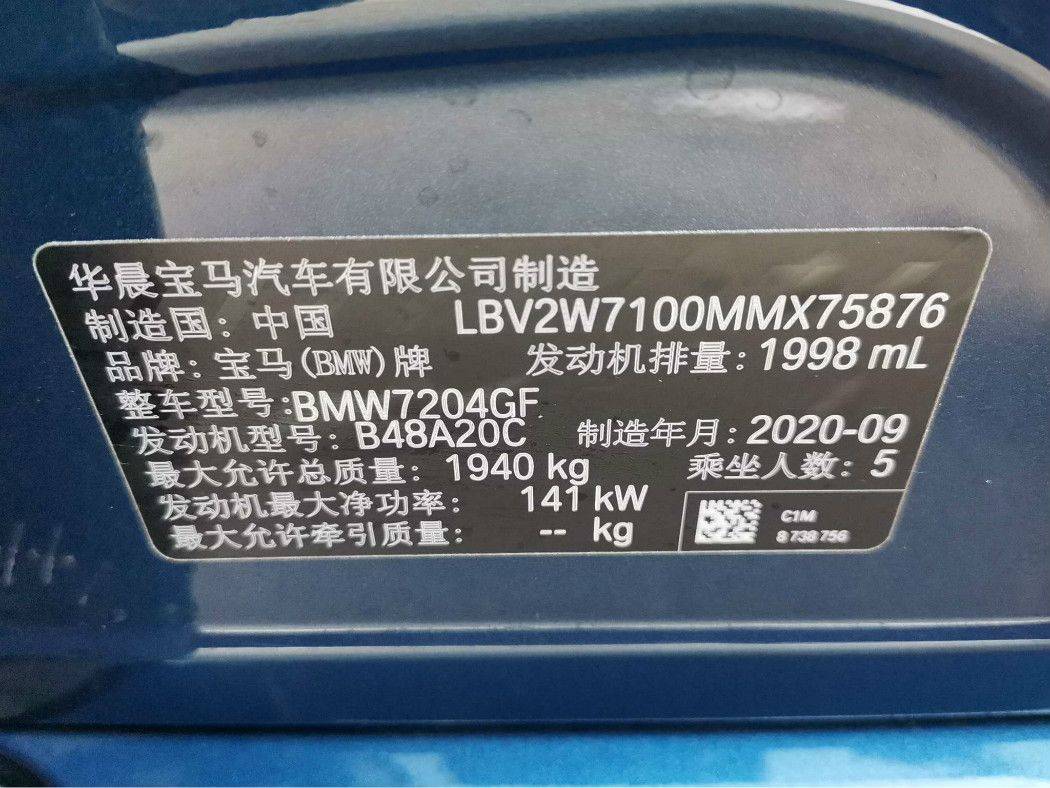 华晨宝马汽车有限公司制造
制造国：中国 LBV2W7100MMX75876
品牌：宝马(BMW)牌 发动机排量：1998 mL
整车型号：BMW7204GF
发动机型号：B48A20C 制造年月：2020-09
最大允许总质量：1940 kg 乘坐人数：5
发动机最大净功率：141 kW
最大允许牵引质量：-- kg
C1M
8 738 756